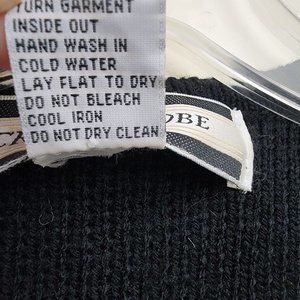 TURN GARMENT
INSIDE OUT
HAND WASH IN
COLD WATER
LAY FLAT TO DRY
DO NOT BLEACH
COOL IRON
DO NOT DRY CLEAN